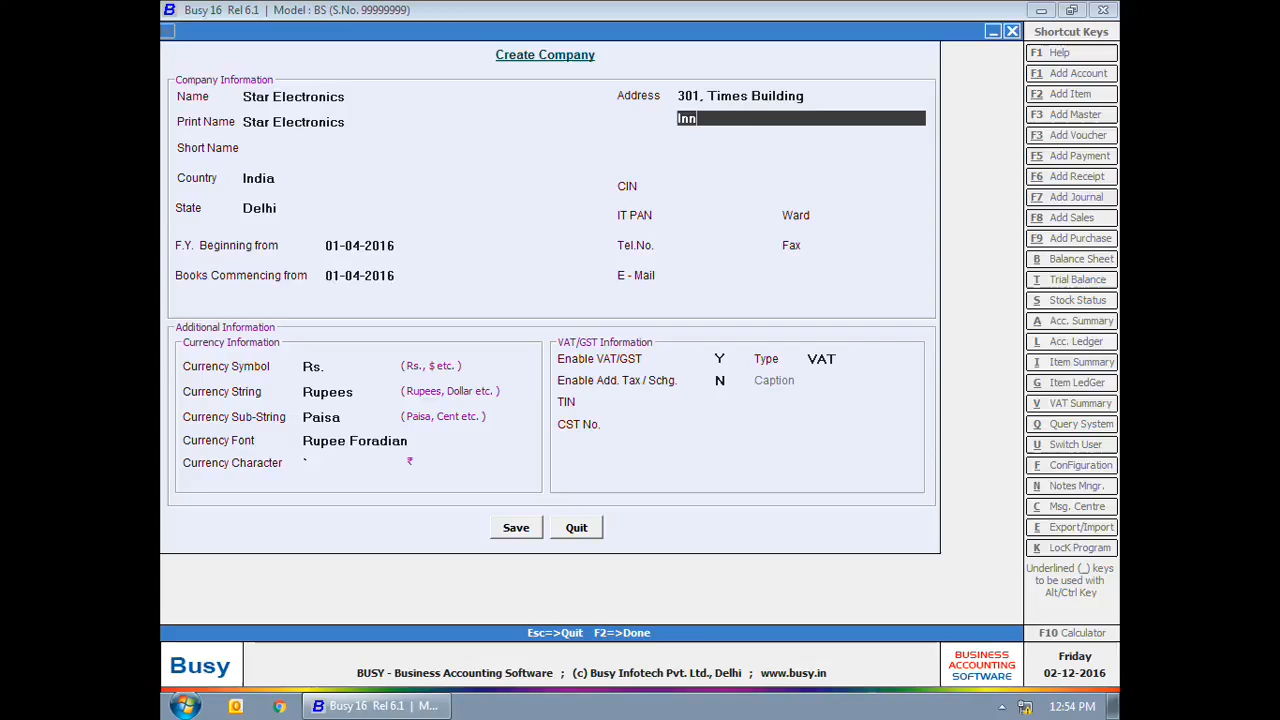 Busy 16 Rel 6.1 | Model : BS (S.No. 99999999)
Create Company
Company Information
Name Star Electronics
Print Name Star Electronics
Short Name
Country India
State Delhi
F.Y. Beginning from 01-04-2016
Books Commencing from 01-04-2016
Address 301, Times Building
Inn
CIN
IT PAN Ward
Tel.No. Fax
E - Mail
Additional Information
Currency Information
Currency Symbol Rs. ( Rs., $ etc. )
Currency String Rupees ( Rupees, Dollar etc. )
Currency Sub-String Paisa ( Paisa, Cent etc. )
Currency Font Rupee Foradian
Currency Character ` ₹
VAT/GST Information
Enable VAT/GST Y Type VAT
Enable Add. Tax / Schg. N Caption
TIN
CST No.
Save Quit
Esc=>Quit F2=>Done
Shortcut Keys
F1 Help
F1 Add Account
F2 Add Item
F3 Add Master
F3 Add Voucher
F5 Add Payment
F6 Add Receipt
F7 Add Journal
F8 Add Sales
F9 Add Purchase
B Balance Sheet
T Trial Balance
S Stock Status
A Acc. Summary
L Acc. Ledger
I Item Summary
G Item LedGer
V VAT Summary
Q Query System
U Switch User
F ConFiguration
N Notes Mngr.
C Msg. Centre
E Export/Import
K LocK Program
Underlined (_) keys
to be used with
Alt/Ctrl Key
F10 Calculator
Busy
BUSY - Business Accounting Software ; (c) Busy Infotech Pvt. Ltd., Delhi ; www.busy.in
BUSINESS
ACCOUNTING
SOFTWARE
Friday
02-12-2016
Busy 16 Rel 6.1 | M...
12:54 PM